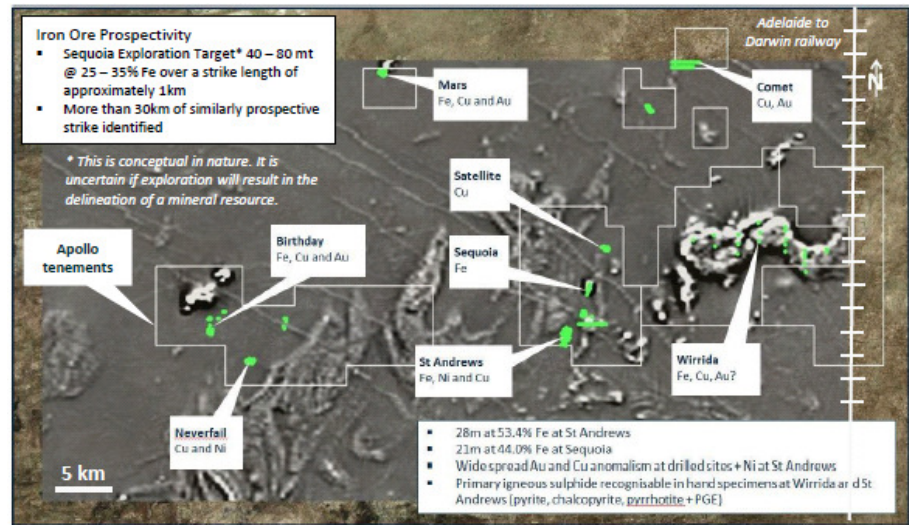 Iron Ore Prospectivity
▪ Sequoia Exploration Target* 40 – 80 mt
@ 25 – 35% Fe over a strike length of
approximately 1km
▪ More than 30km of similarly prospective
strike identified
* This is conceptual in nature. It is
uncertain if exploration will result in the
delineation of a mineral resource.
Adelaide to
Darwin railway
N
Mars
Fe, Cu and Au
Comet
Cu, Au
Satellite
Cu
Apollo
tenements
Birthday
Fe, Cu and Au
Sequoia
Fe
St Andrews
Fe, Ni and Cu
Wirrida
Fe, Cu, Au?
Neverfail
Cu and Ni
5 km
▪ 28m at 53.4% Fe at St Andrews
▪ 21m at 44.0% Fe at Sequoia
▪ Wide spread Au and Cu anomalism at drilled sites + Ni at St Andrews
▪ Primary igneous sulphide recognisable in hand specimens at Wirrida and St
Andrews (pyrite, chalcopyrite, pyrrhotite + PGE)